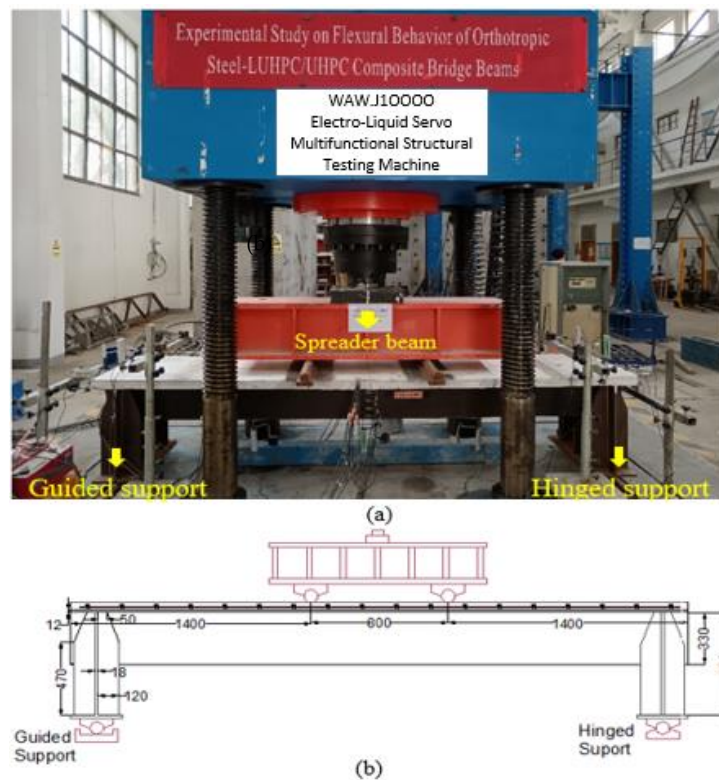 Experimental Study on Flexural Behavior of Orthotropic
Steel-LUHPC/UHPC Composite Bridge Beams
WAW.J10000
Electro-Liquid Servo
Multifunctional Structural
Testing Machine
Spreader beam
Guided support
Hinged support
(a)
12
50
1400
600
1400
330
470
18
120
Guided
Support
Hinged
Suport
(b)